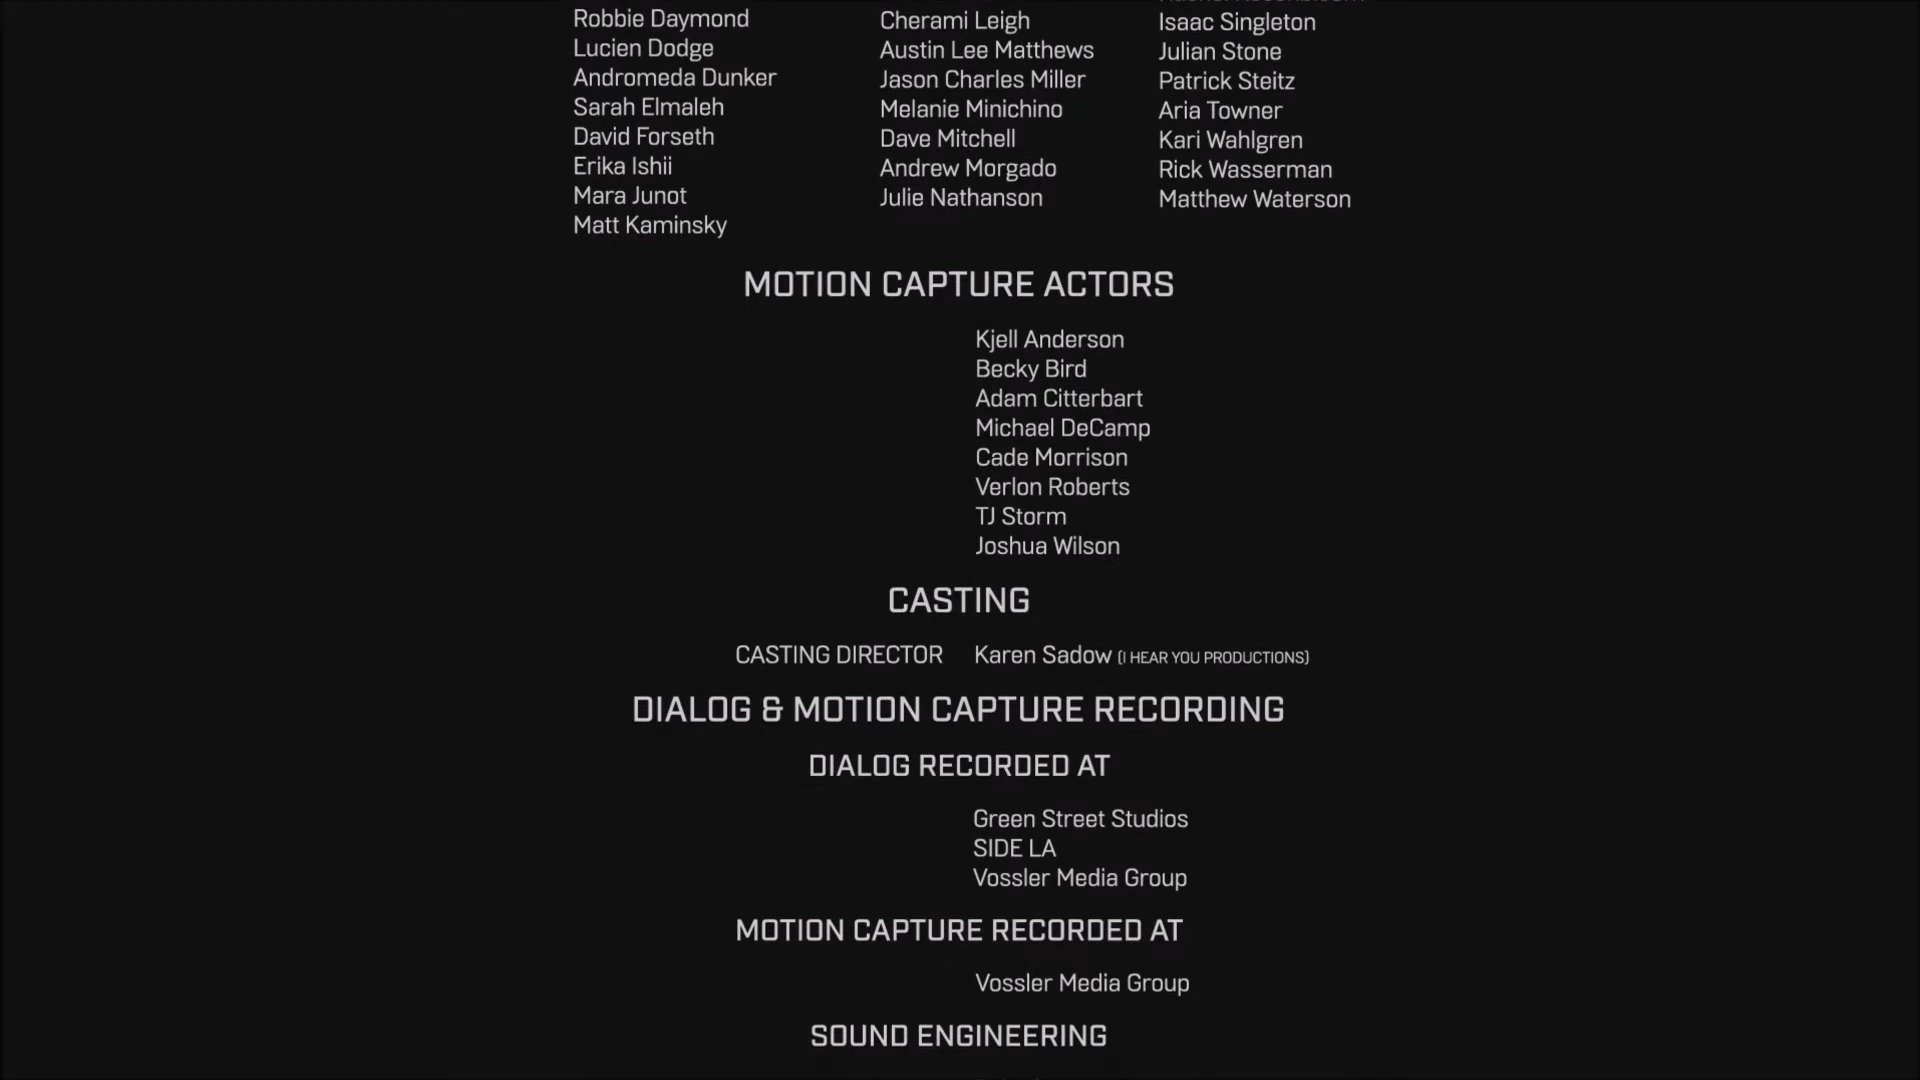 Robbie Daymond
Lucien Dodge
Andromeda Dunker
Sarah Elmaleh
David Forseth
Erika Ishii
Mara Junot
Matt Kaminsky
Cherami Leigh
Austin Lee Matthews
Jason Charles Miller
Melanie Minichino
Dave Mitchell
Andrew Morgado
Julie Nathanson
Isaac Singleton
Julian Stone
Patrick Steitz
Aria Towner
Kari Wahlgren
Rick Wasserman
Matthew Waterson
MOTION CAPTURE ACTORS
Kjell Anderson
Becky Bird
Adam Citterbart
Michael DeCamp
Cade Morrison
Verlon Roberts
TJ Storm
Joshua Wilson
CASTING
CASTING DIRECTOR Karen Sadow (I HEAR YOU PRODUCTIONS)
DIALOG & MOTION CAPTURE RECORDING
DIALOG RECORDED AT
Green Street Studios
SIDE LA
Vossler Media Group
MOTION CAPTURE RECORDED AT
Vossler Media Group
SOUND ENGINEERING